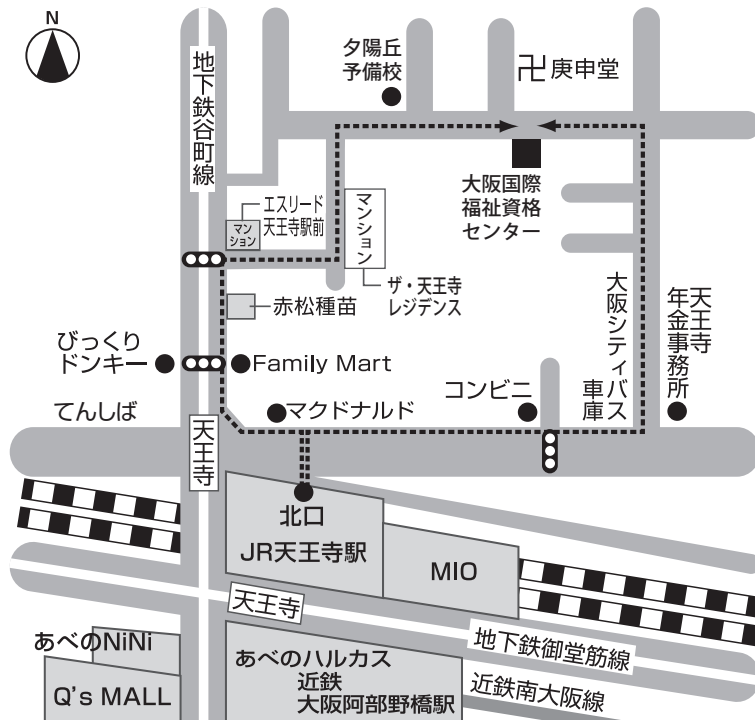 N
地下鉄谷町線
夕陽丘
予備校
卍庚申堂
大阪国際
福祉資格
センター
エスリード
天王寺駅前
マン
ション
マンション
ザ・天王寺
レジデンス
赤松種苗
びっくり
ドンキー
Family Mart
マクドナルド
コンビニ
大阪シティバス
車庫
天王寺
年金事務所
てんしば
天王寺
北口
JR天王寺駅
MIO
天王寺
地下鉄御堂筋線
近鉄南大阪線
あべのNiNi
Q's MALL
あべのハルカス
近鉄
大阪阿部野橋駅